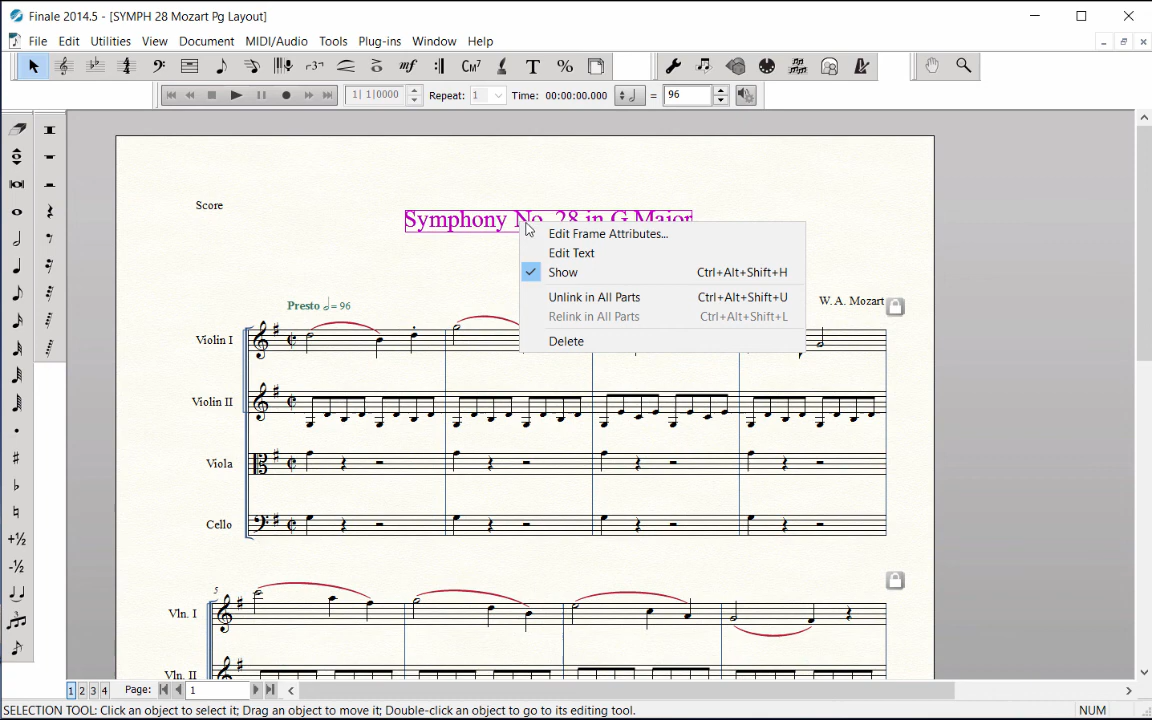 Finale 2014.5 - [SYMPH 28 Mozart Pg Layout]
File Edit Utilities View Document MIDI/Audio Tools Plug-ins Window Help
CM7 T %
1| 1|0000 Repeat: 1 Time: 00:00:00.000 = 96
Score
Symphony No. 28 in G Major
Edit Frame Attributes...
Edit Text
Show Ctrl+Alt+Shift+H
Unlink in All Parts Ctrl+Alt+Shift+U
Relink in All Parts Ctrl+Alt+Shift+L
Delete
Presto = 96
W. A. Mozart
Violin I
Violin II
Viola
Cello
+½
-½
5
Vln. I
Vln. II
1 2 3 4 Page: 1
SELECTION TOOL: Click an object to select it; Drag an object to move it; Double-click an object to go to its editing tool. NUM